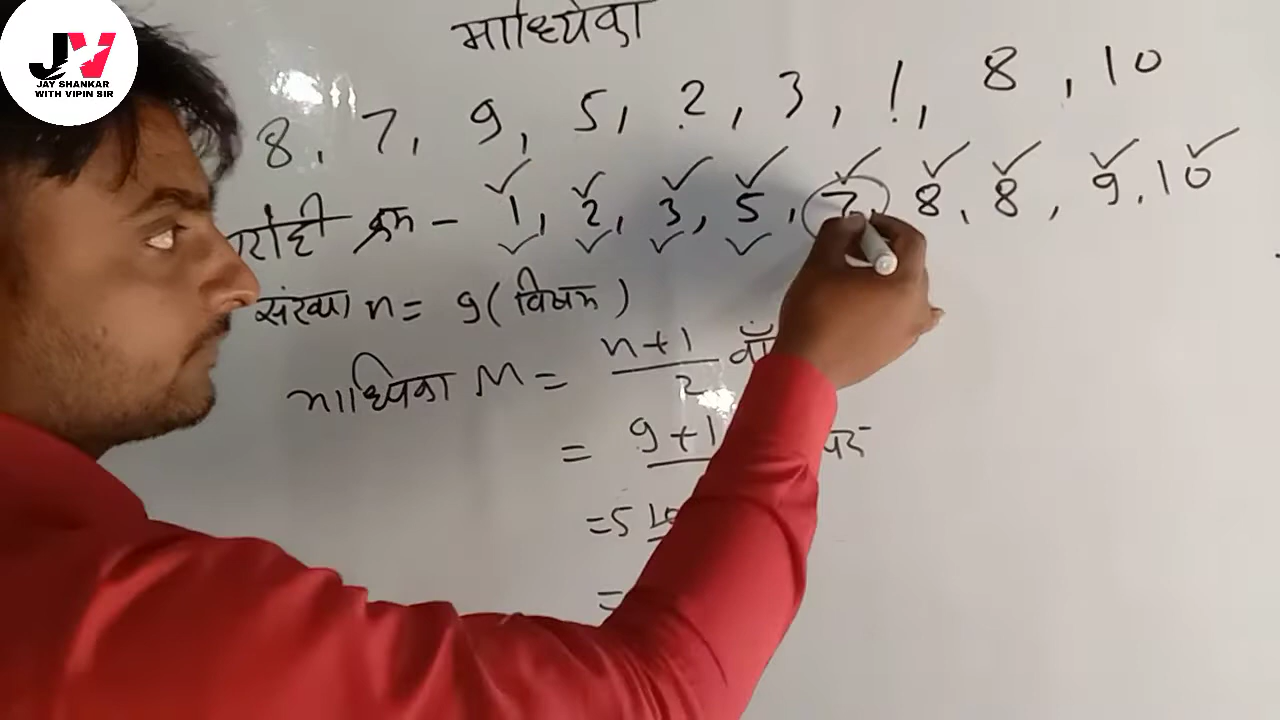 JV
JAY SHANKAR
WITH VIPIN SIR
माध्यिका
8, 7, 9, 5, 2, 3, 1, 8, 10
क्रम - 1, 2, 3, 5, 7, 8, 8, 9, 10
संख्या n = 9 (विषम)
माध्यिका M = n+1/2 वाँ
= 9+1 पद
= 5
=